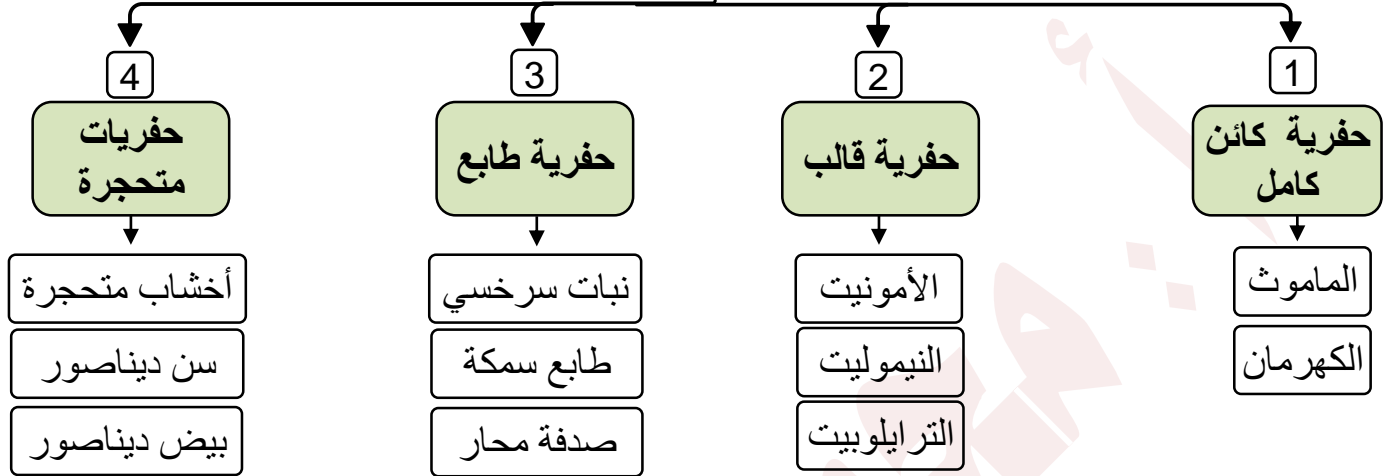 1
حفرية كائن
كامل
الماموث
الكهرمان
2
حفرية قالب
الأمونيت
النيموليت
الترايلوبيت
3
حفرية طابع
نبات سرخسي
طابع سمكة
صدفة محار
4
حفريات
متحجرة
أخشاب متحجرة
سن ديناصور
بيض ديناصور